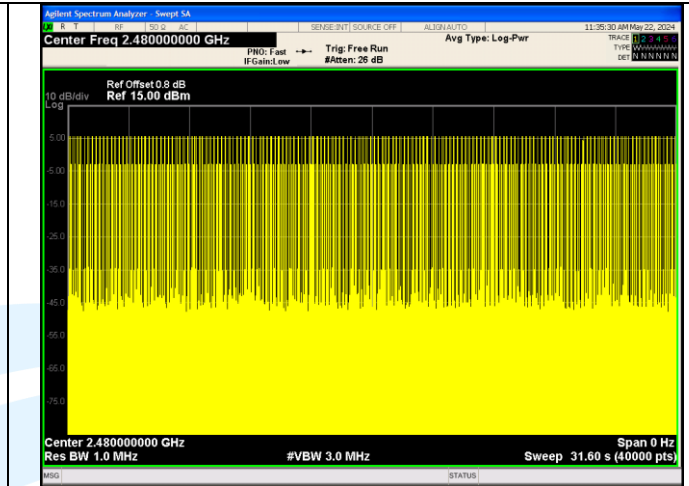 Agilent Spectrum Analyzer - Swept SA
R T RF 50 Ω AC SENSE:INT SOURCE OFF ALIGN AUTO 11:35:30 AM May 22, 2024
Center Freq 2.480000000 GHz
PNO: Fast
IFGain:Low
Trig: Free Run
#Atten: 26 dB
Avg Type: Log-Pwr
TRACE 1 2 3 4 5 6
TYPE
DET N N N N N N
Ref Offset 0.8 dB
10 dB/div Ref 15.00 dBm
Log
5.00
-5.00
-15.0
-25.0
-35.0
-45.0
-55.0
-65.0
-75.0
Center 2.480000000 GHz Span 0 Hz
Res BW 1.0 MHz #VBW 3.0 MHz Sweep 31.60 s (40000 pts)
MSG STATUS